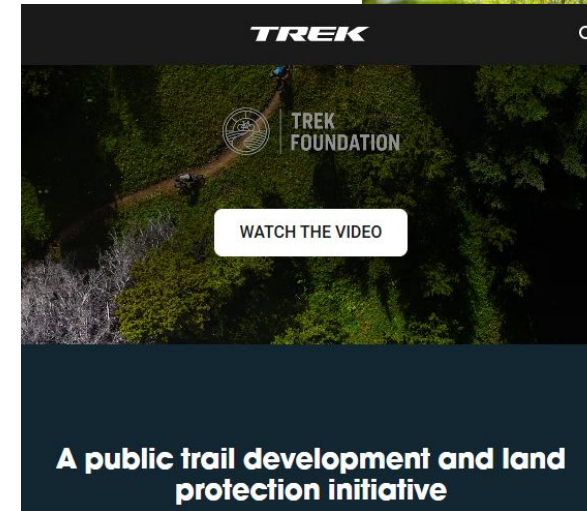 TREK
TREK
FOUNDATION
WATCH THE VIDEO
A public trail development and land
protection initiative